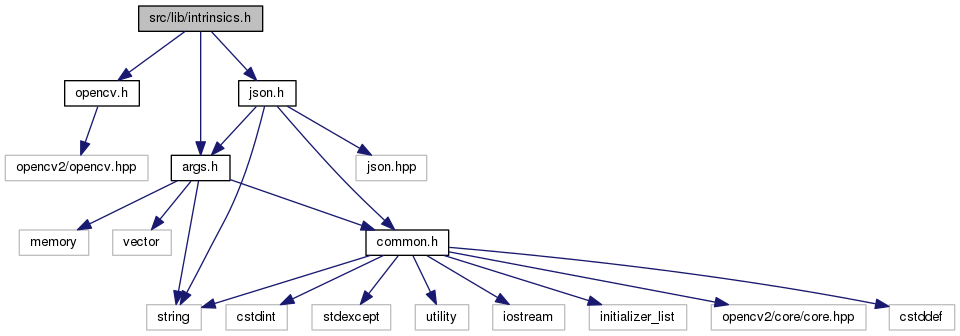 src/lib/intrinsics.h
opencv.h
json.h
opencv2/opencv.hpp
args.h
json.hpp
memory
vector
common.h
string
cstdint
stdexcept
utility
iostream
initializer_list
opencv2/core/core.hpp
cstddef